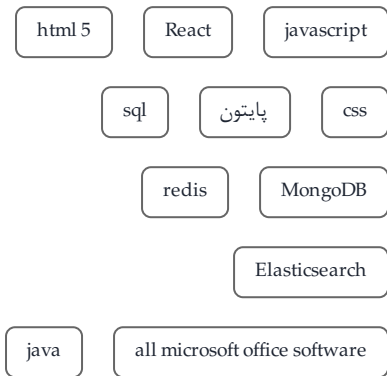 javascript React html 5
css پایتون sql
MongoDB redis
Elasticsearch
all microsoft office software java